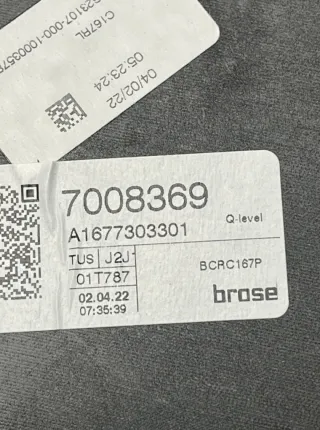 C167RL
05:23:24
04/02/22
7008369
Q-level
A1677303301
TUS J2J
01T787
BCRC167P
02.04.22
07:35:39
brose